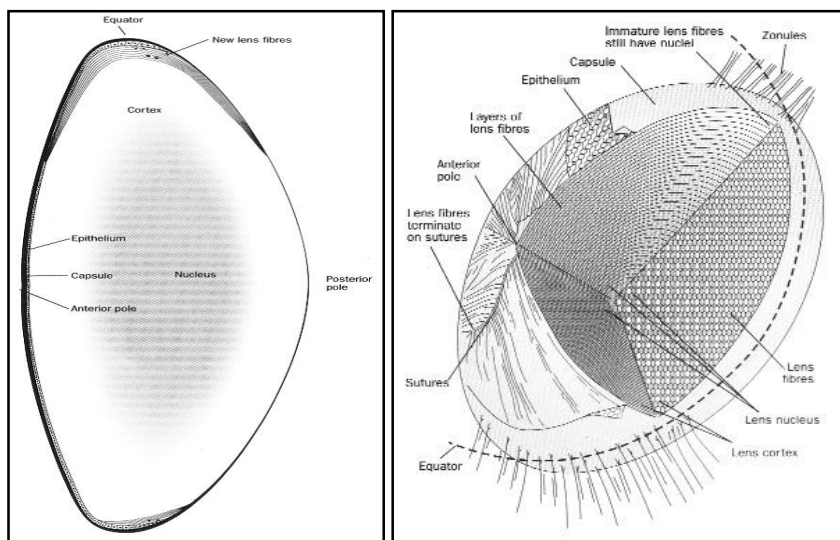 Equator
New lens fibres
Cortex
Epithelium
Capsule
Nucleus
Posterior
pole
Anterior pole
Immature lens fibres
still have nuclei
Zonules
Capsule
Epithelium
Layers of
lens fibres
Anterior
pole
Lens fibres
terminate
on sutures
Sutures
Lens
fibres
Lens nucleus
Lens cortex
Equator